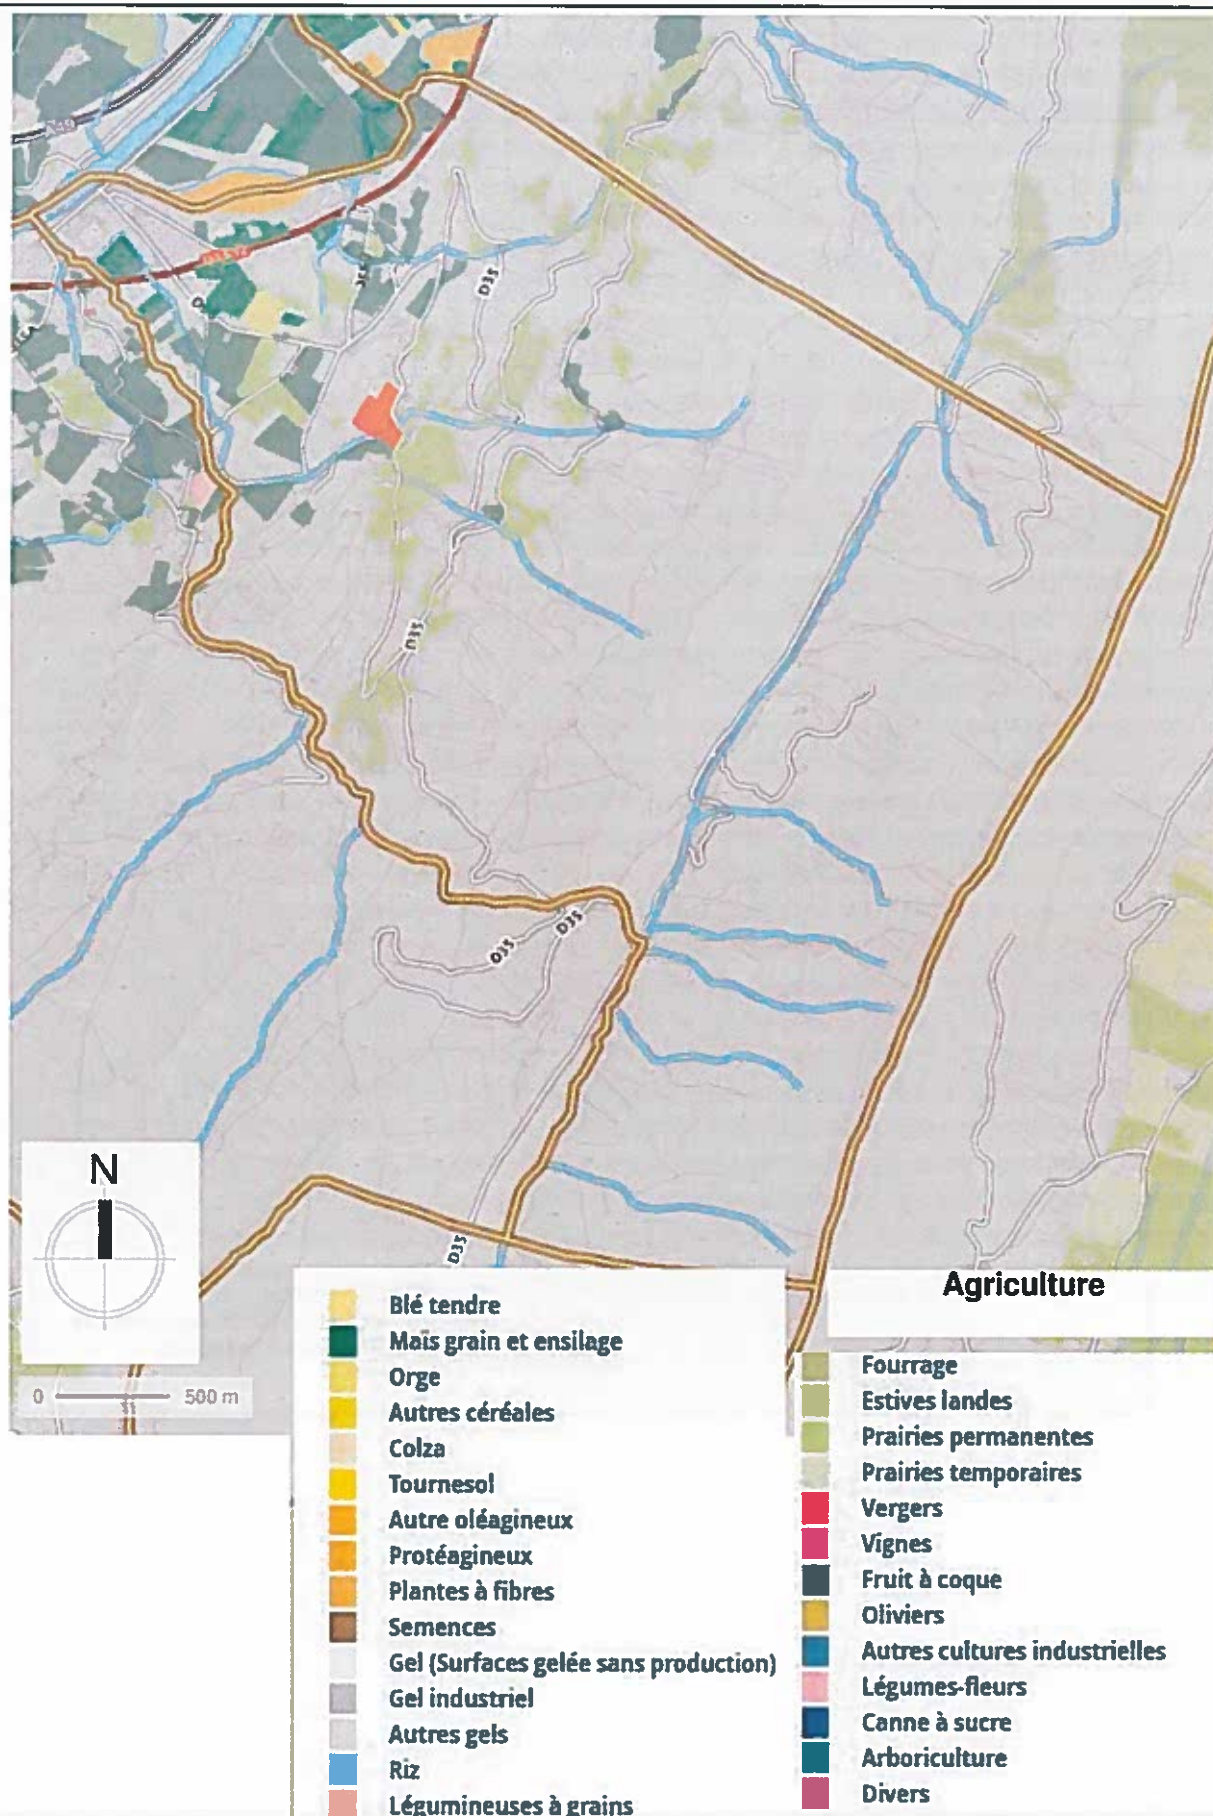 D35
D35
D35
D35
D35
N
0 500 m
Agriculture
Blé tendre
Maïs grain et ensilage
Orge
Autres céréales
Colza
Tournesol
Autre oléagineux
Protéagineux
Plantes à fibres
Semences
Gel (Surfaces gelée sans production)
Gel industriel
Autres gels
Riz
Légumineuses à grains
Fourrage
Estives landes
Prairies permanentes
Prairies temporaires
Vergers
Vignes
Fruit à coque
Oliviers
Autres cultures industrielles
Légumes-fleurs
Canne à sucre
Arboriculture
Divers